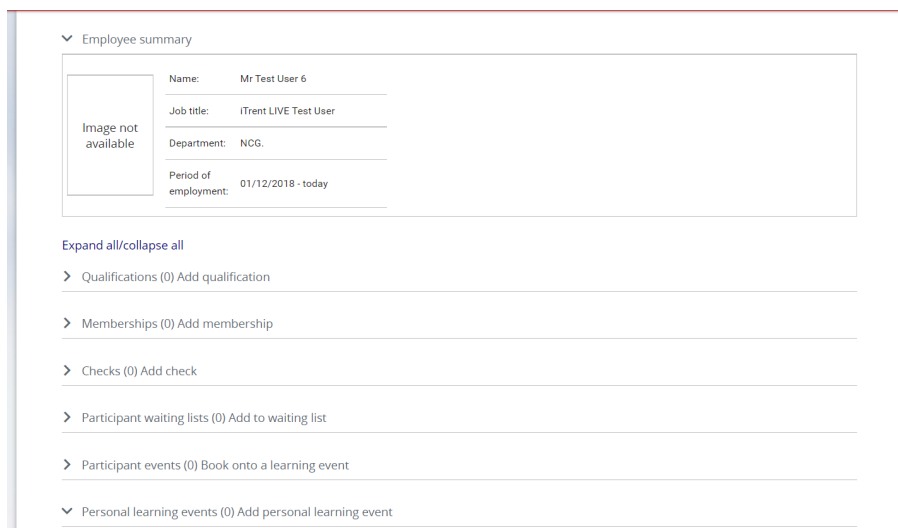 Employee summary
Image not
available
Name: Mr Test User 6
Job title: iTrent LIVE Test User
Department: NCG.
Period of
employment: 01/12/2018 - today
Expand all/collapse all
Qualifications (0) Add qualification
Memberships (0) Add membership
Checks (0) Add check
Participant waiting lists (0) Add to waiting list
Participant events (0) Book onto a learning event
Personal learning events (0) Add personal learning event